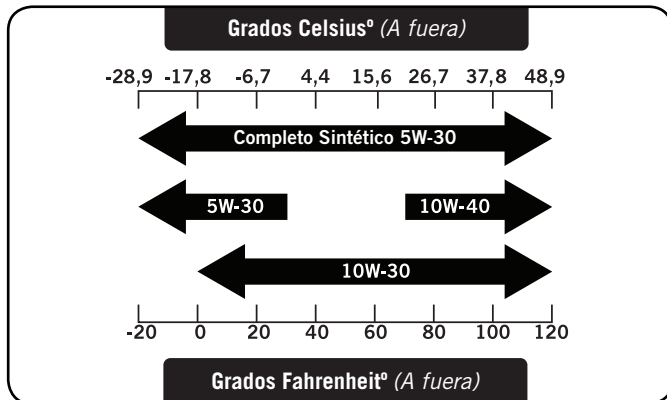 Grados Celsiusº (A fuera)
-28,9 -17,8 -6,7 4,4 15,6 26,7 37,8 48,9
Completo Sintético 5W-30
5W-30 10W-40
10W-30
-20 0 20 40 60 80 100 120
Grados Fahrenheitº (A fuera)